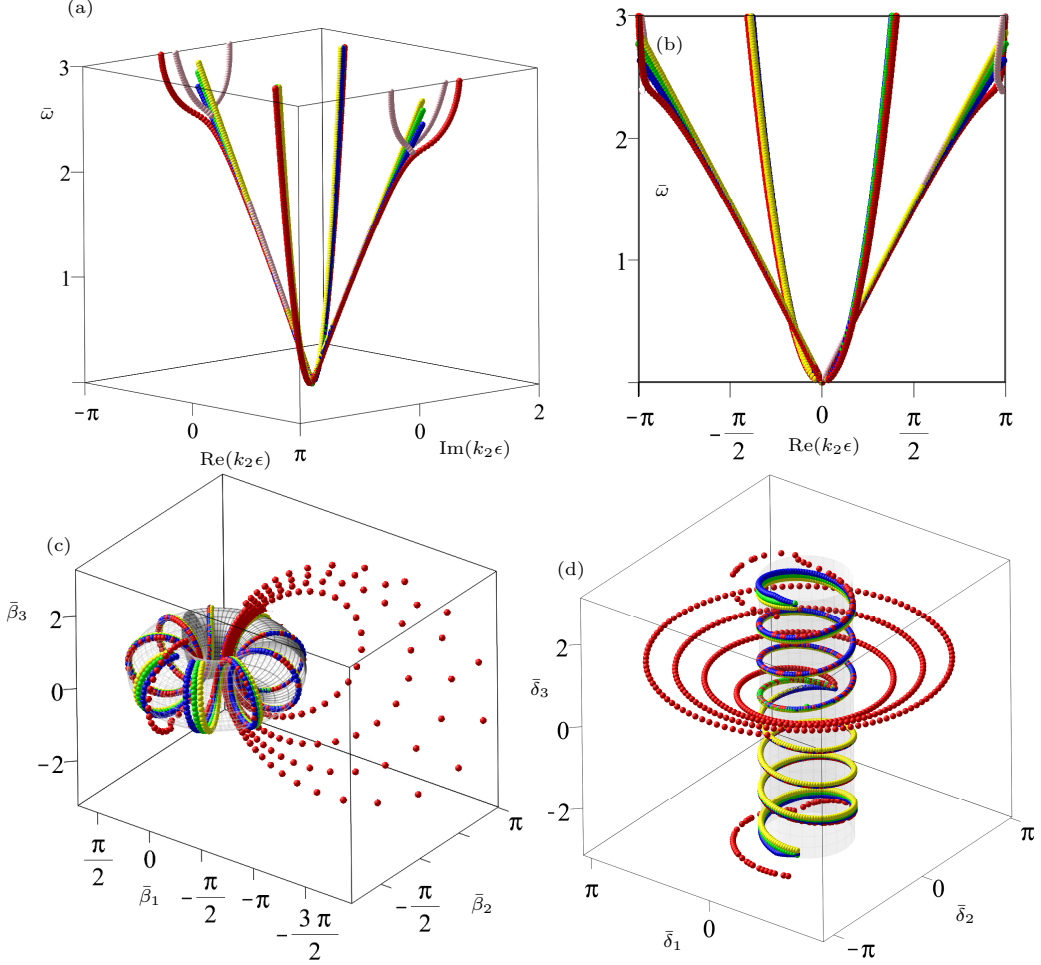 (a)
3
ω̄
2
1
−π
0
Re(k₂ϵ)
π
0
Im(k₂ϵ)
2
3
(b)
2
ω̄
1
−π
−π/2
0
Re(k₂ϵ)
π/2
π
(c)
β̄₃
2
0
−2
π/2
0
β̄₁
−π/2
−π
−3π/2
−π/2
β̄₂
π
(d)
2
δ̄₃
0
-2
π
δ̄₁
0
−π
0
δ̄₂
π